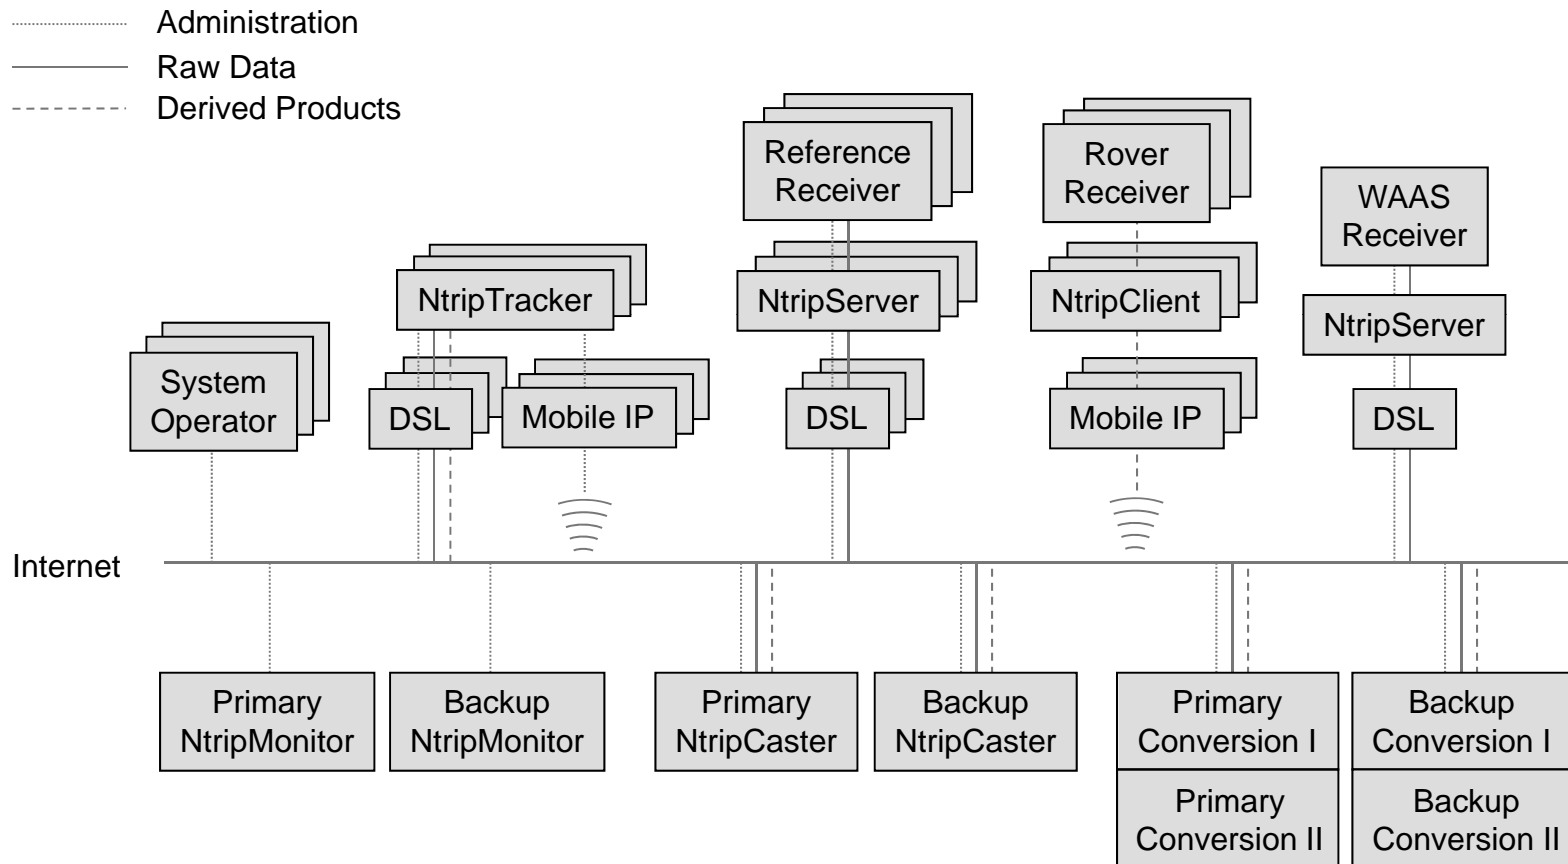 Administration
Raw Data
Derived Products
Reference
Receiver
Rover
Receiver
WAAS
Receiver
NtripTracker
NtripServer
NtripClient
NtripServer
System
Operator
DSL
Mobile IP
DSL
Mobile IP
DSL
Internet
Primary
NtripMonitor
Backup
NtripMonitor
Primary
NtripCaster
Backup
NtripCaster
Primary
Conversion I
Backup
Conversion I
Primary
Conversion II
Backup
Conversion II